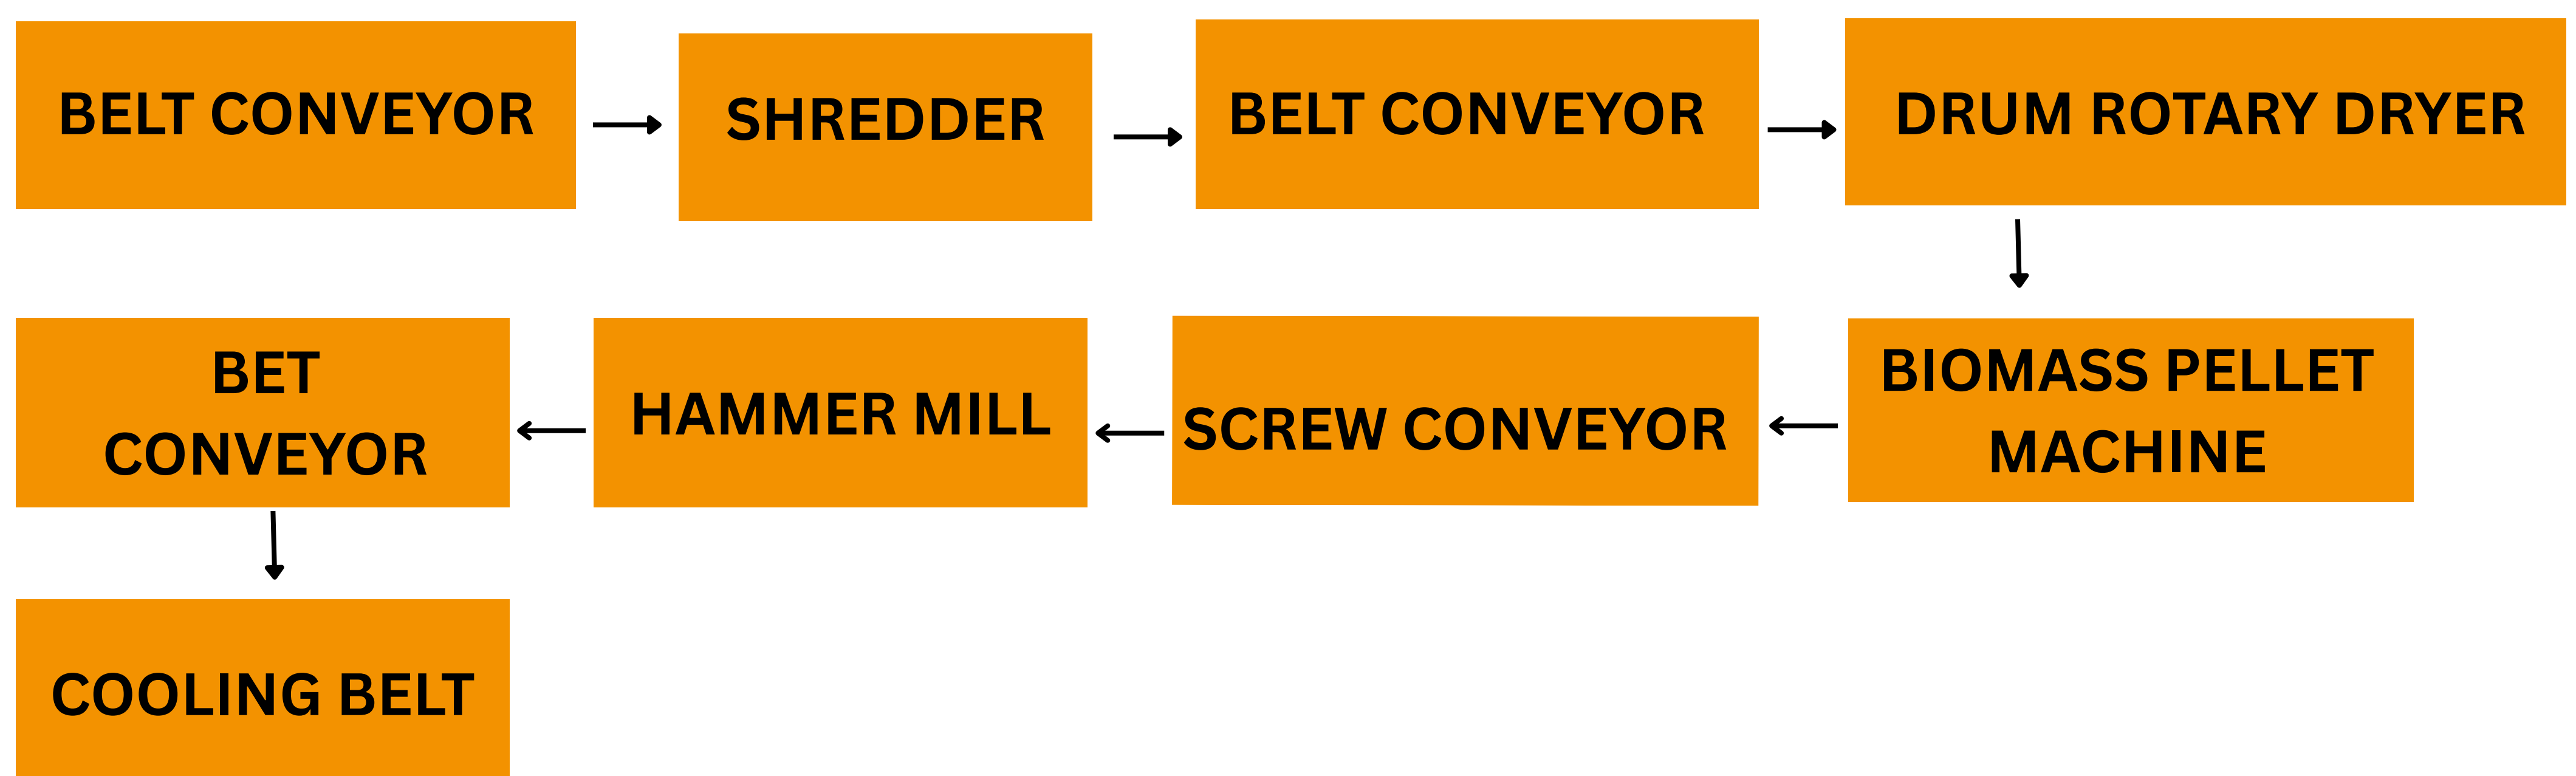 BELT CONVEYOR
SHREDDER
BELT CONVEYOR
DRUM ROTARY DRYER
BIOMASS PELLET
MACHINE
SCREW CONVEYOR
HAMMER MILL
BET
CONVEYOR
COOLING BELT